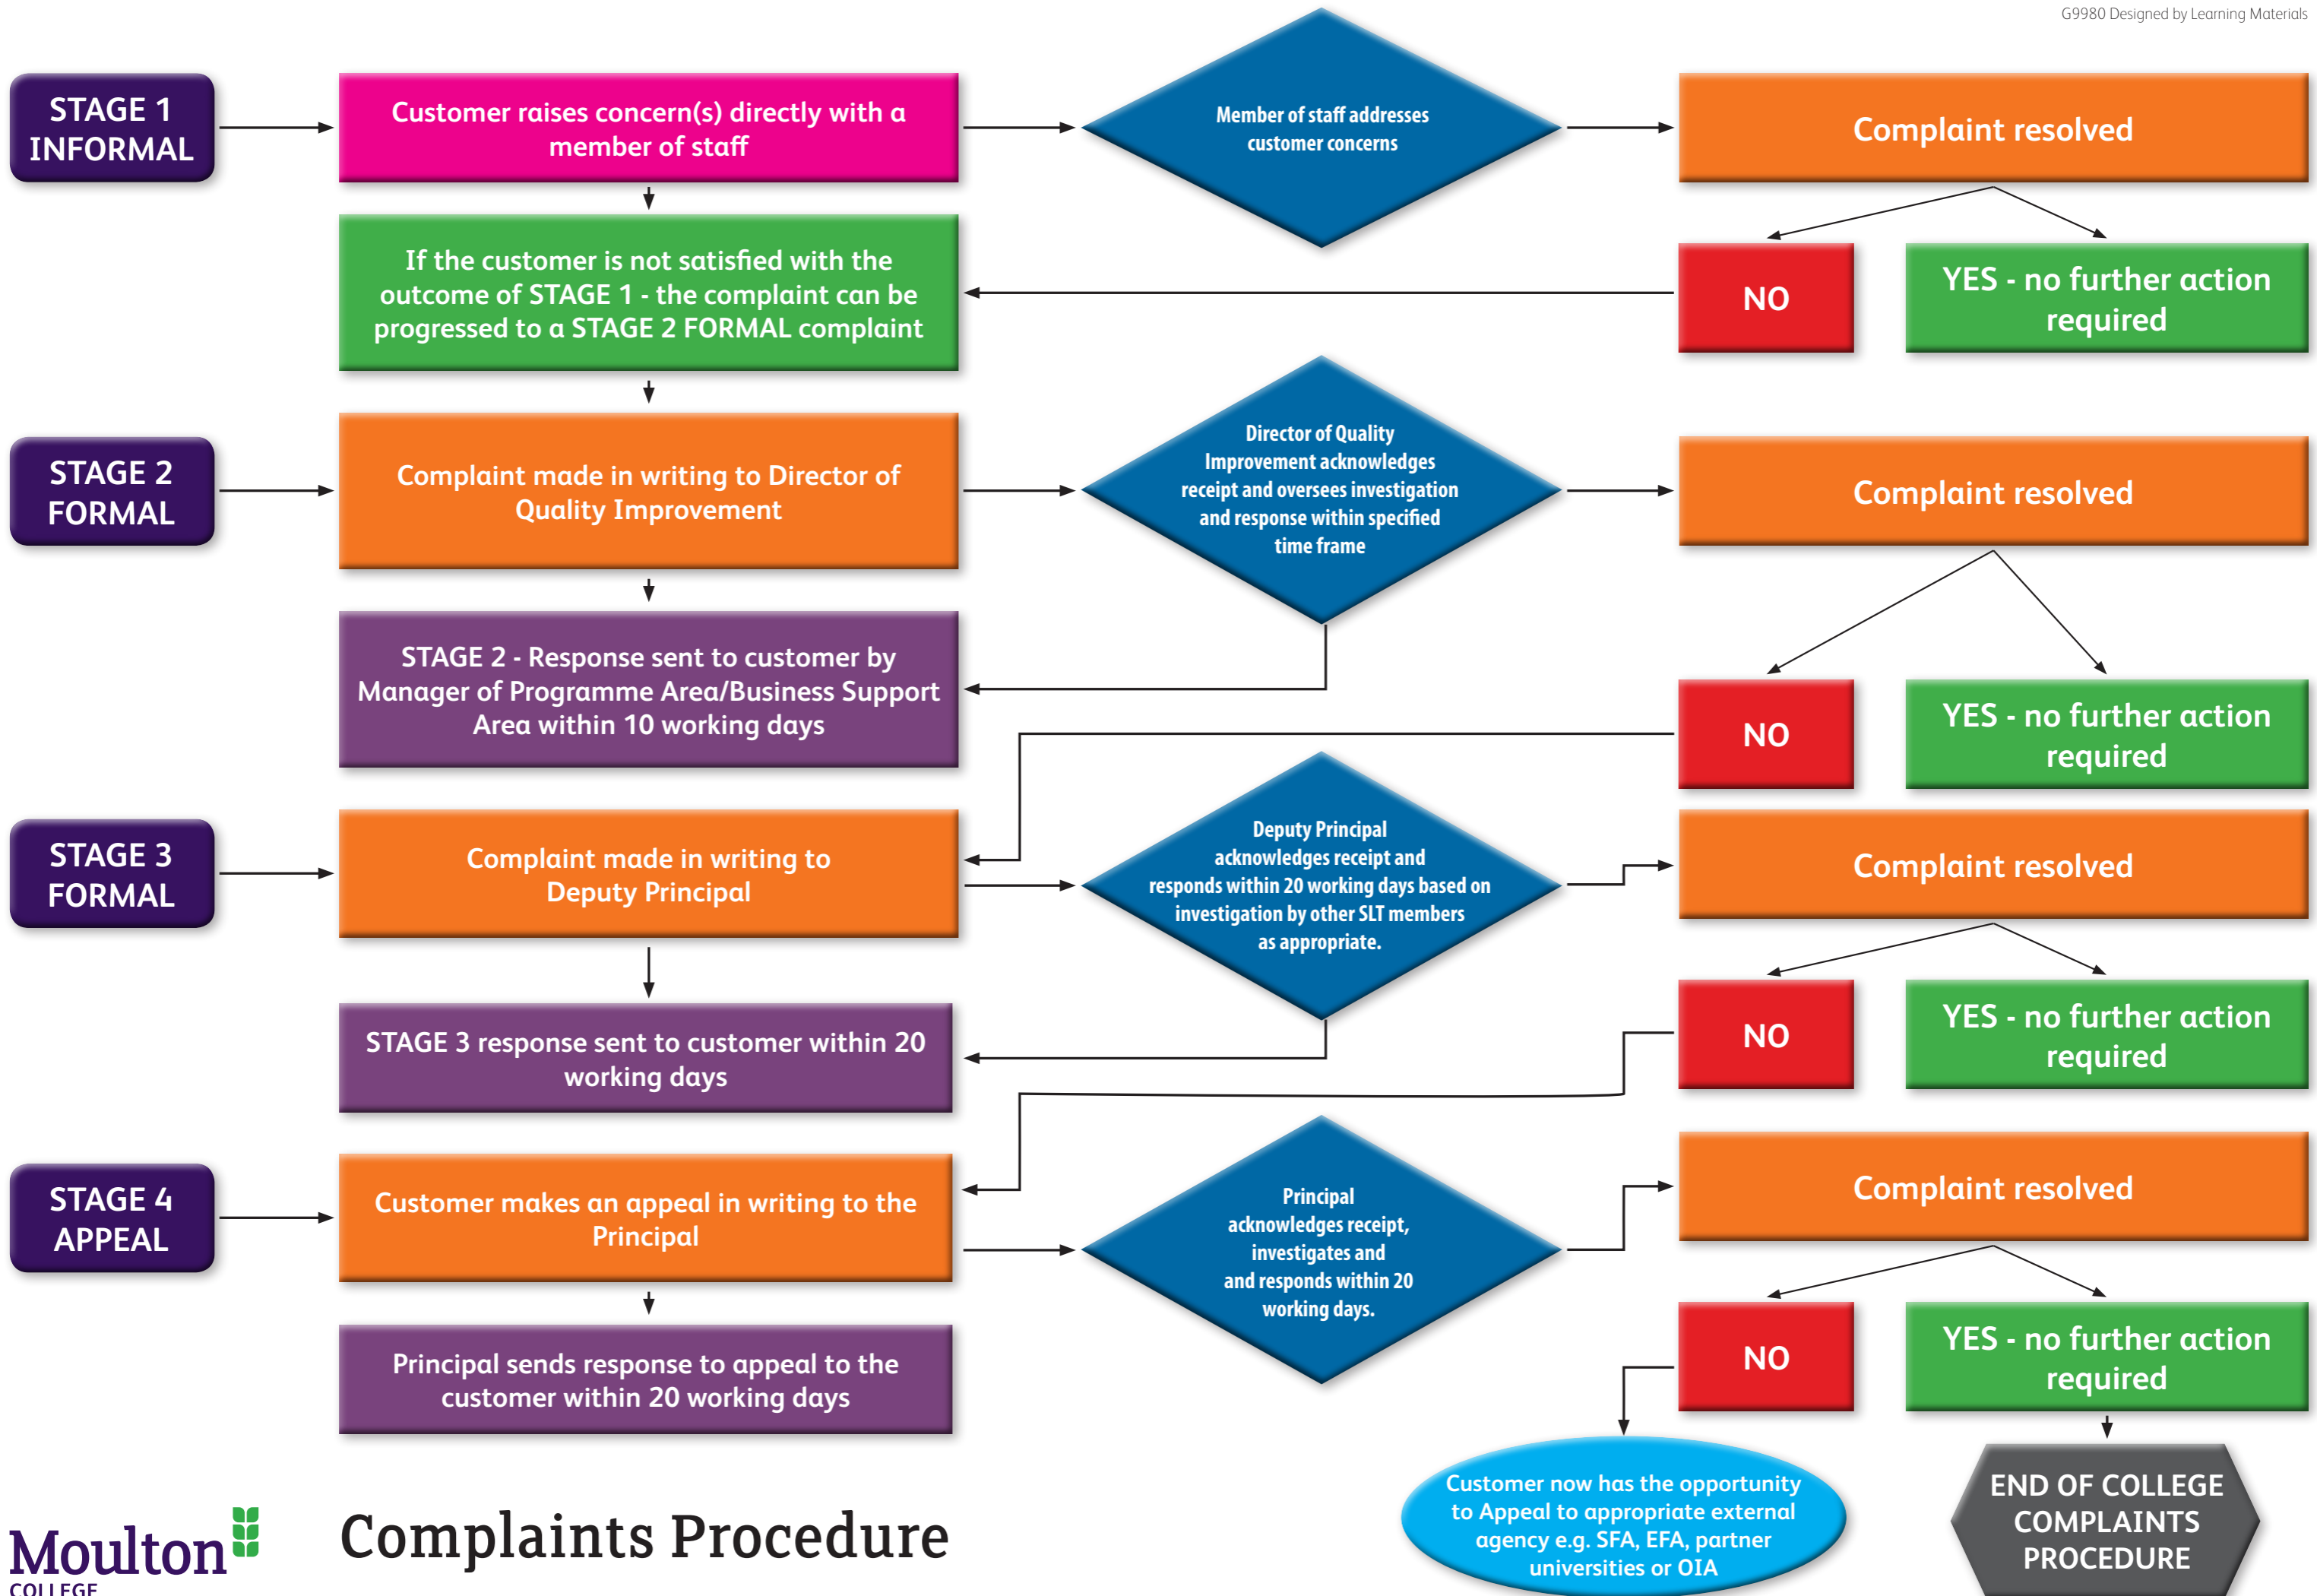 G9980 Designed by Learning Materials
STAGE 1
INFORMAL
Customer raises concern(s) directly with a
member of staff
Member of staff addresses
customer concerns
Complaint resolved
If the customer is not satisfied with the
outcome of STAGE 1 - the complaint can be
progressed to a STAGE 2 FORMAL complaint
NO
YES - no further action
required
STAGE 2
FORMAL
Complaint made in writing to Director of
Quality Improvement
Director of Quality
Improvement acknowledges
receipt and oversees investigation
and response within specified
time frame
Complaint resolved
STAGE 2 - Response sent to customer by
Manager of Programme Area/Business Support
Area within 10 working days
NO
YES - no further action
required
STAGE 3
FORMAL
Complaint made in writing to
Deputy Principal
Deputy Principal
acknowledges receipt and
responds within 20 working days based on
investigation by other SLT members
as appropriate.
Complaint resolved
STAGE 3 response sent to customer within 20
working days
NO
YES - no further action
required
STAGE 4
APPEAL
Customer makes an appeal in writing to the
Principal
Principal
acknowledges receipt,
investigates and
and responds within 20
working days.
Complaint resolved
Principal sends response to appeal to the
customer within 20 working days
NO
YES - no further action
required
Customer now has the opportunity
to Appeal to appropriate external
agency e.g. SFA, EFA, partner
universities or OIA
END OF COLLEGE
COMPLAINTS
PROCEDURE
Moulton
COLLEGE
Complaints Procedure